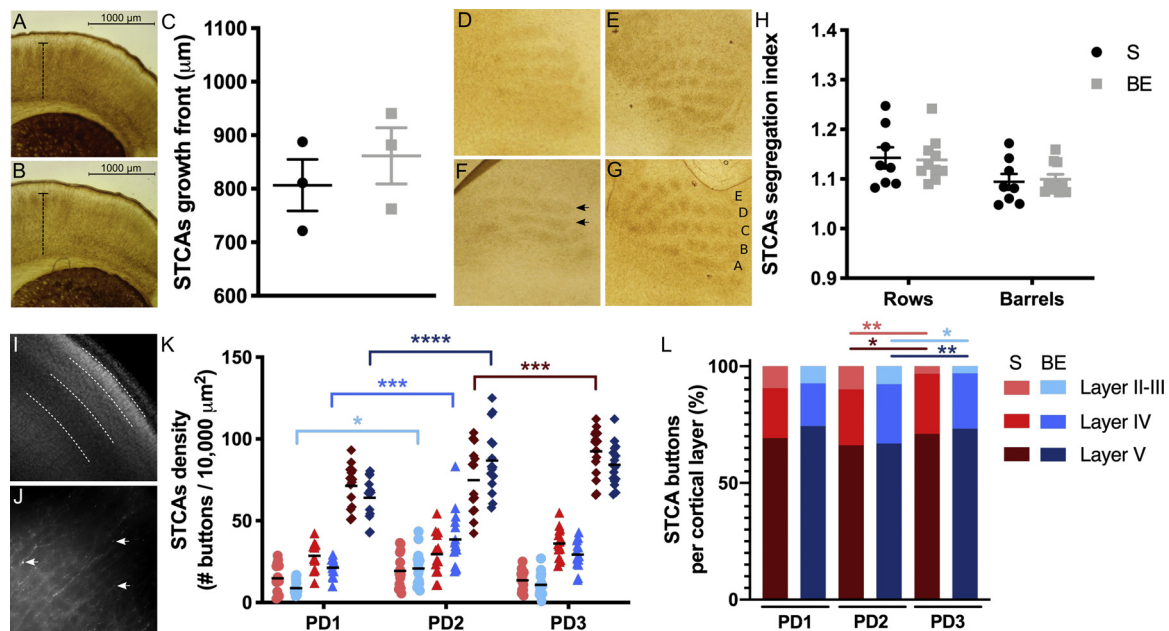 A
1000 µm
B
1000 µm
C
STCAs growth front (µm)
1100
1000
900
800
700
600
D
E
F
G
E
D
C
B
A
H
STCAs segregation index
1.4
1.3
1.2
1.1
1.0
0.9
Rows
Barrels
S
BE
I
J
K
STCAs density
(# buttons / 10,000 µm²)
150
100
50
0
****
***
***
*
PD1
PD2
PD3
L
STCA buttons
per cortical layer (%)
100
50
0
**
*
*
**
PD1
PD2
PD3
S BE
Layer II-III
Layer IV
Layer V